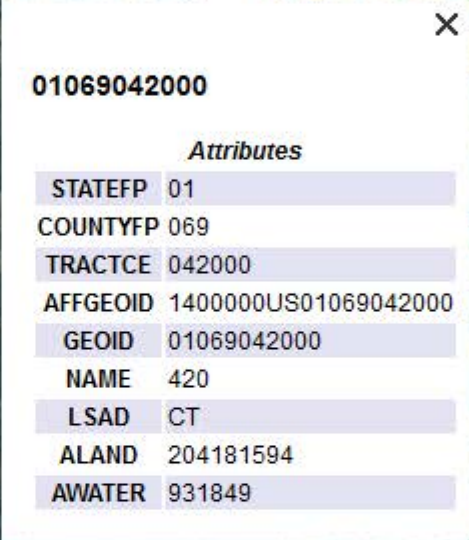 01069042000
Attributes
STATEFP 01
COUNTYFP 069
TRACTCE 042000
AFFGEOID 1400000US01069042000
GEOID 01069042000
NAME 420
LSAD CT
ALAND 204181594
AWATER 931849